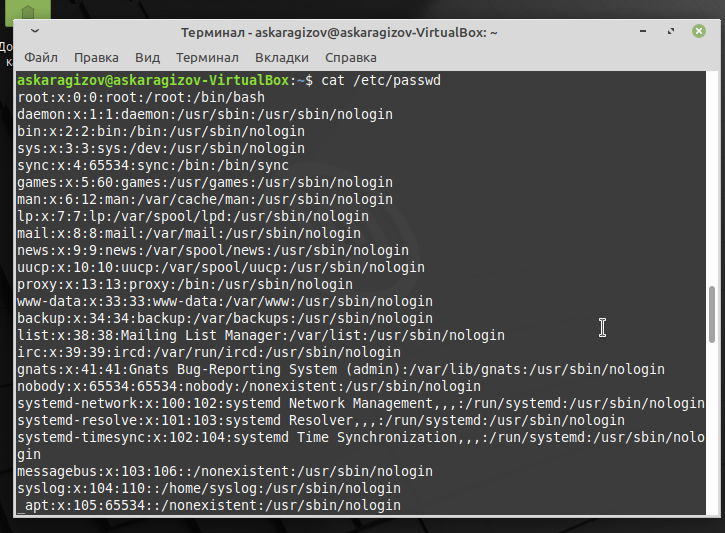 До
ка
Терминал - askaragizov@askaragizov-VirtualBox: ~
Файл Правка Вид Терминал Вкладки Справка
askaragizov@askaragizov-VirtualBox:~$ cat /etc/passwd
root:x:0:0:root:/root:/bin/bash
daemon:x:1:1:daemon:/usr/sbin:/usr/sbin/nologin
bin:x:2:2:bin:/bin:/usr/sbin/nologin
sys:x:3:3:sys:/dev:/usr/sbin/nologin
sync:x:4:65534:sync:/bin:/bin/sync
games:x:5:60:games:/usr/games:/usr/sbin/nologin
man:x:6:12:man:/var/cache/man:/usr/sbin/nologin
lp:x:7:7:lp:/var/spool/lpd:/usr/sbin/nologin
mail:x:8:8:mail:/var/mail:/usr/sbin/nologin
news:x:9:9:news:/var/spool/news:/usr/sbin/nologin
uucp:x:10:10:uucp:/var/spool/uucp:/usr/sbin/nologin
proxy:x:13:13:proxy:/bin:/usr/sbin/nologin
www-data:x:33:33:www-data:/var/www:/usr/sbin/nologin
backup:x:34:34:backup:/var/backups:/usr/sbin/nologin
list:x:38:38:Mailing List Manager:/var/list:/usr/sbin/nologin
irc:x:39:39:ircd:/var/run/ircd:/usr/sbin/nologin
gnats:x:41:41:Gnats Bug-Reporting System (admin):/var/lib/gnats:/usr/sbin/nologin
nobody:x:65534:65534:nobody:/nonexistent:/usr/sbin/nologin
systemd-network:x:100:102:systemd Network Management,,,:/run/systemd:/usr/sbin/nologin
systemd-resolve:x:101:103:systemd Resolver,,,:/run/systemd:/usr/sbin/nologin
systemd-timesync:x:102:104:systemd Time Synchronization,,,:/run/systemd:/usr/sbin/nolo
gin
messagebus:x:103:106::/nonexistent:/usr/sbin/nologin
syslog:x:104:110::/home/syslog:/usr/sbin/nologin
_apt:x:105:65534::/nonexistent:/usr/sbin/nologin